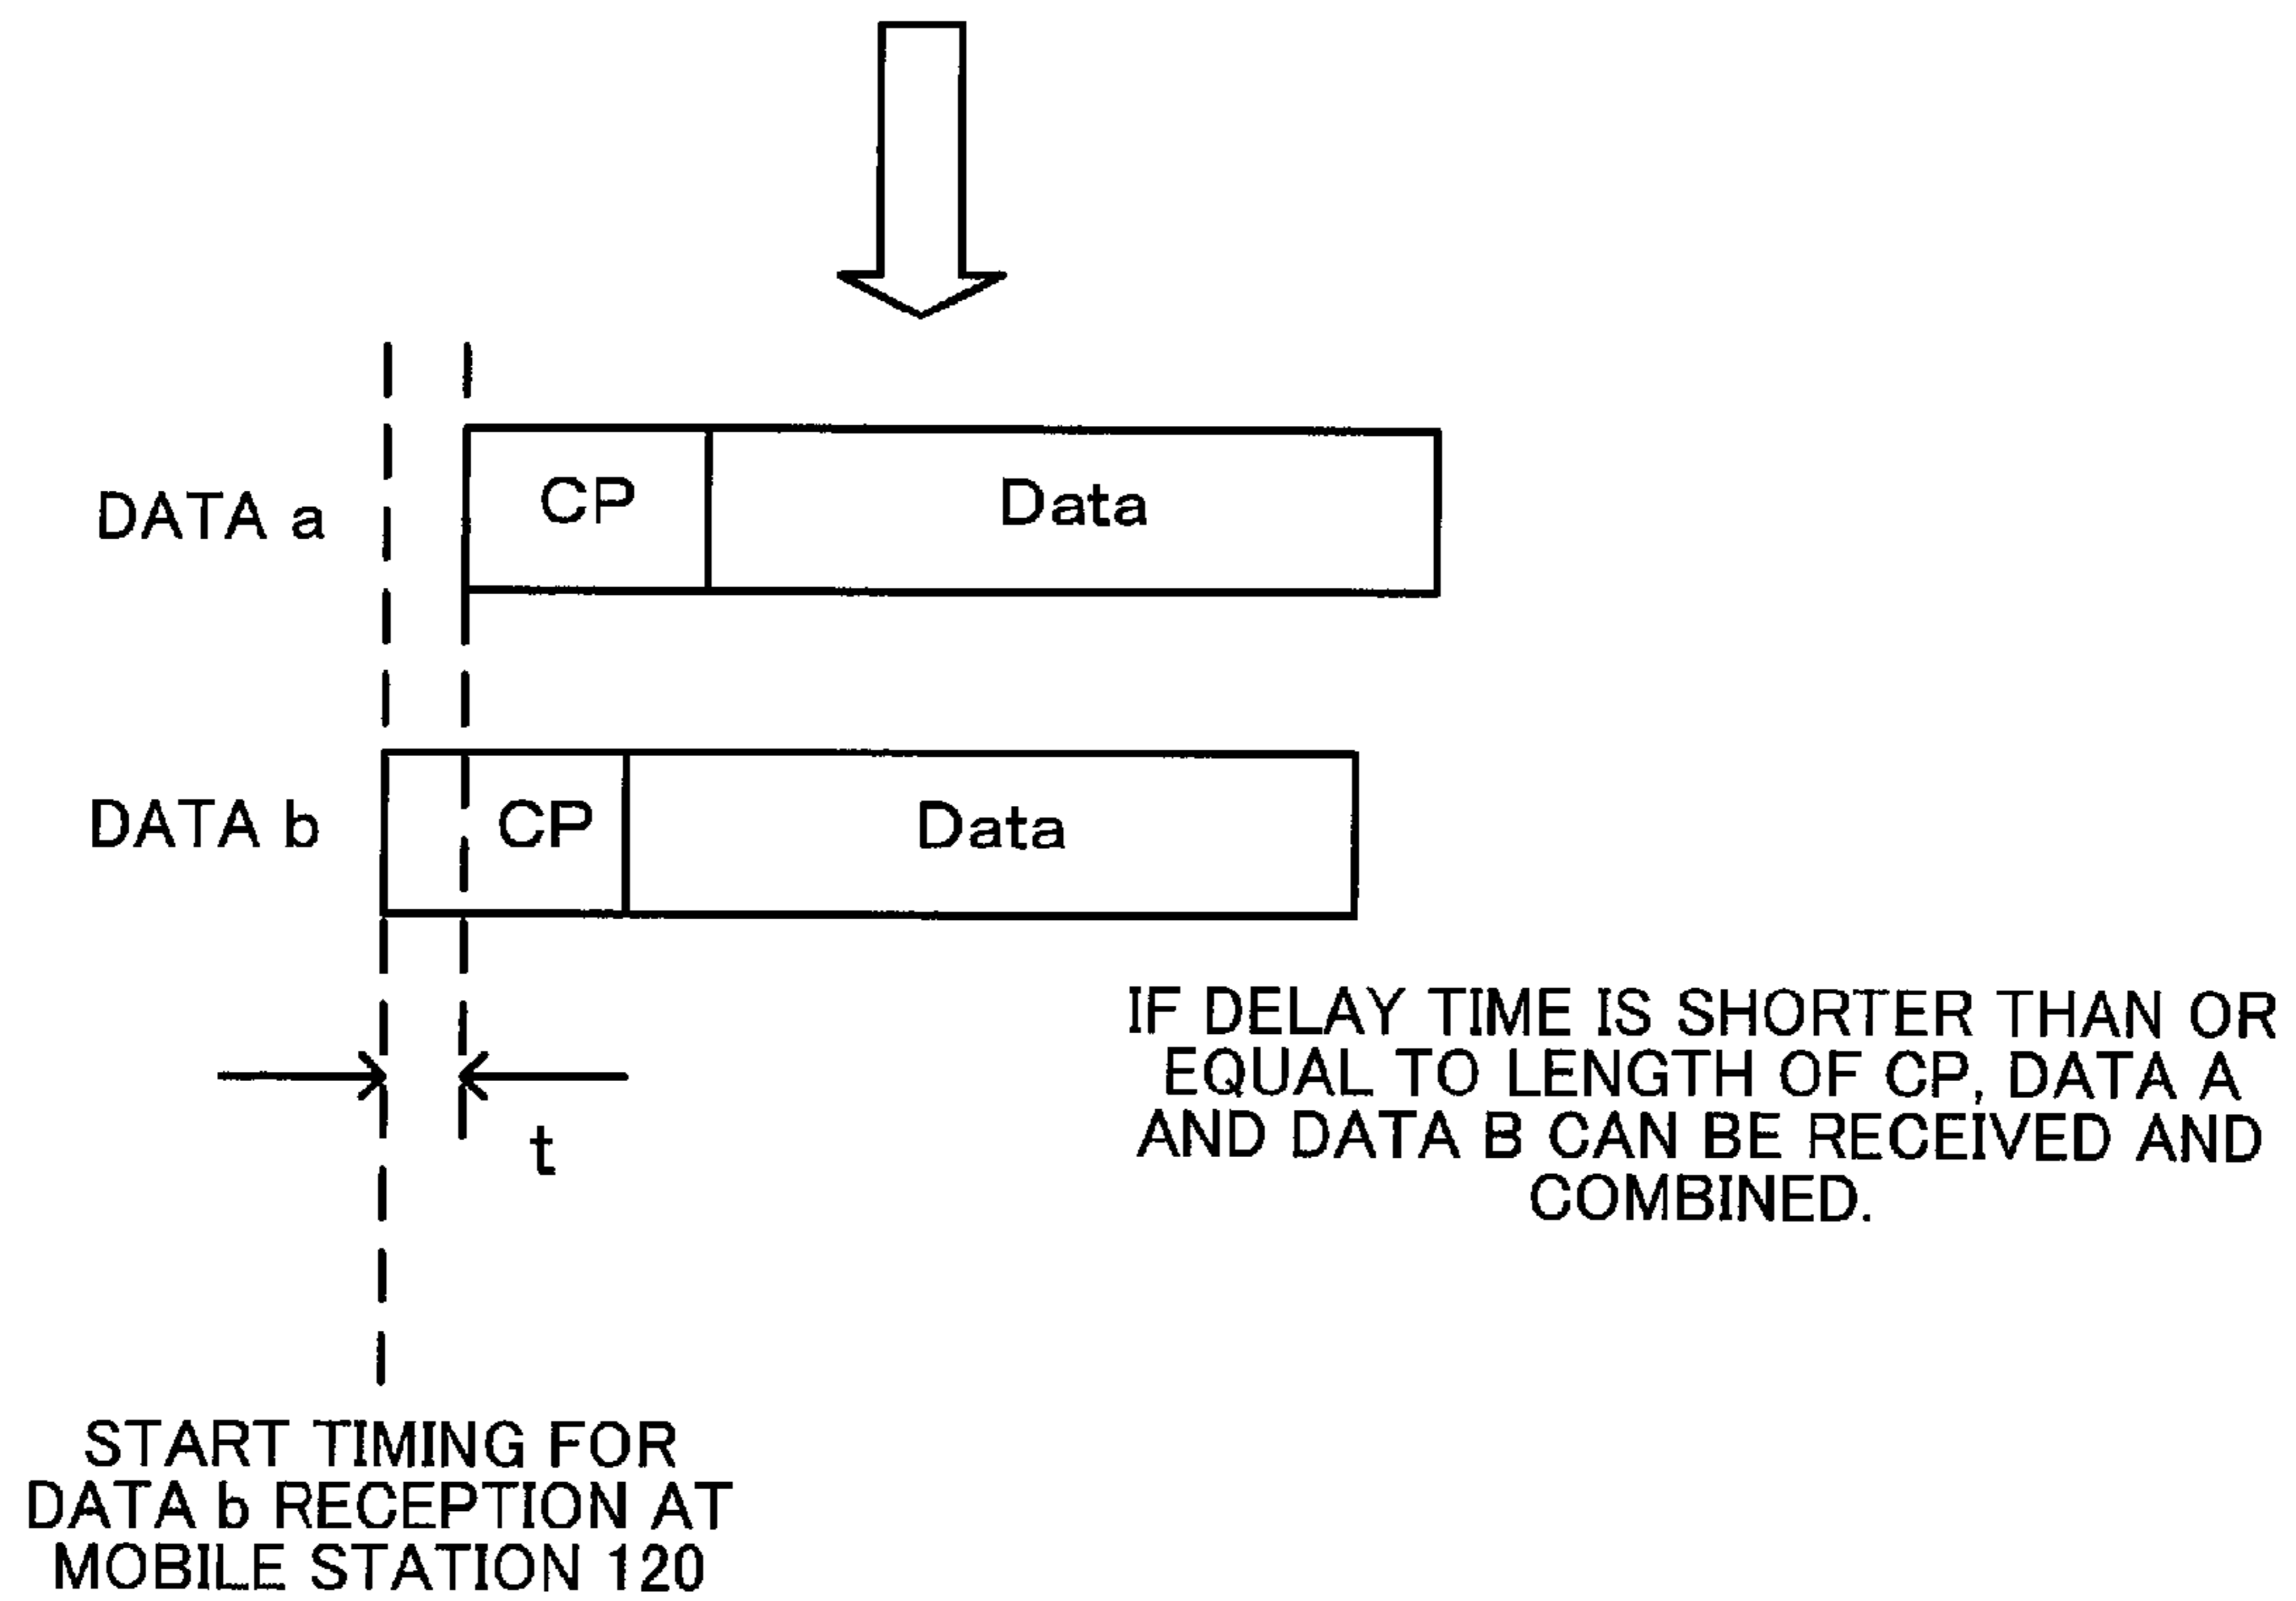 DATA a
CP
Data
DATA b
CP
Data
IF DELAY TIME IS SHORTER THAN OR
EQUAL TO LENGTH OF CP, DATA A
AND DATA B CAN BE RECEIVED AND
COMBINED.
t
START TIMING FOR
DATA b RECEPTION AT
MOBILE STATION 120